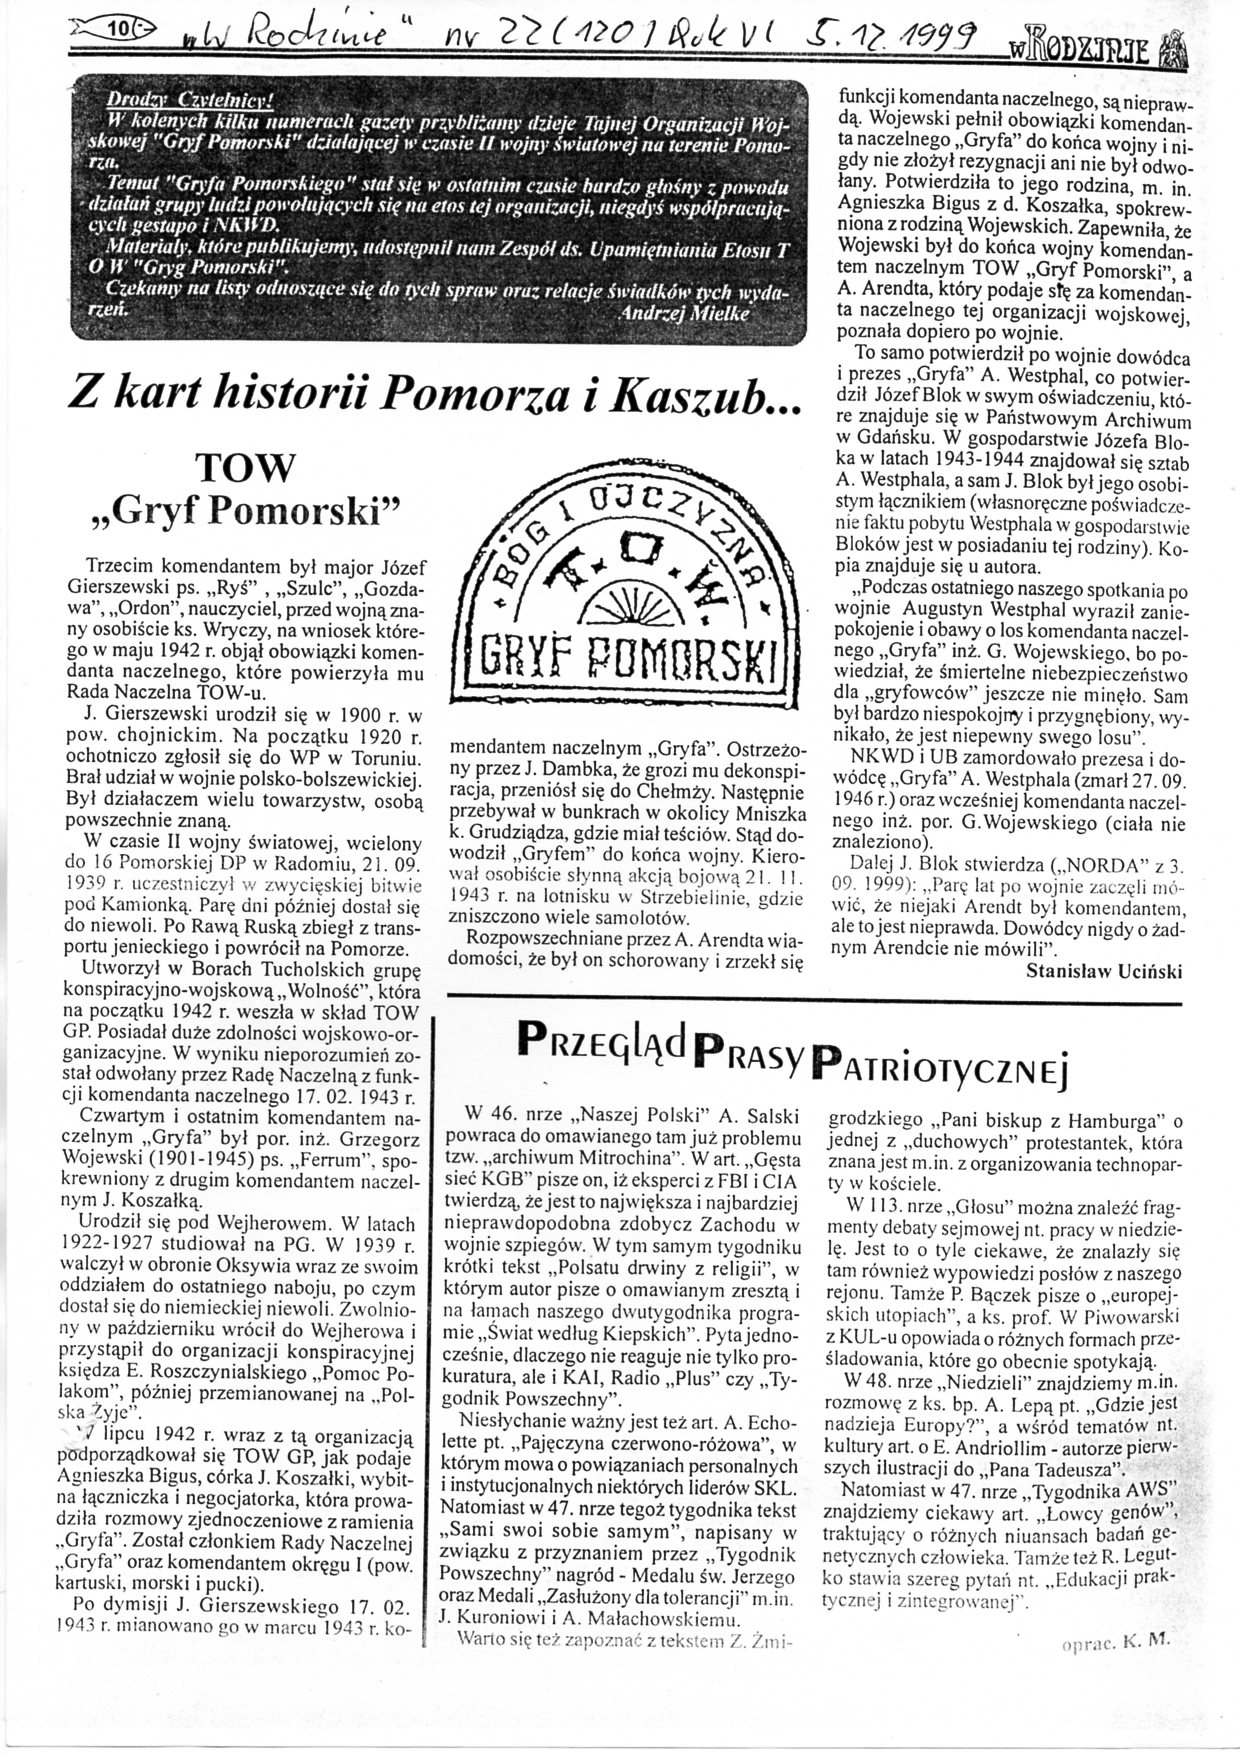 10
„W Rodzinie" nr 22 (120) Rok VI 5.12.1999
wRODZINIE
Drodzy Czytelnicy!
W kolenych kilku numerach gazety przybliżamy dzieje Tajnej Organizacji Woj-
skowej "Gryf Pomorski" działającej w czasie II wojny światowej na terenie Pomo-
rza.
Temat "Gryfa Pomorskiego" stał się w ostatnim czasie bardzo głośny z powodu
działań grupy ludzi powołujących się na etos tej organizacji, niegdyś współpracują-
cych gestapo i NKWD.
Materiały, które publikujemy, udostępnił nam Zespół ds. Upamiętniania Etosu T
O W "Gryg Pomorski".
Czekamy na listy odnoszące się do tych spraw oraz relacje świadków tych wyda-
rzeń.
Andrzej Mielke
Z kart historii Pomorza i Kaszub...
TOW
„Gryf Pomorski”
Trzecim komendantem był major Józef
Gierszewski ps. „Ryś” , „Szulc”, „Gozda-
wa”, „Ordon”, nauczyciel, przed wojną zna-
ny osobiście ks. Wryczy, na wniosek które-
go w maju 1942 r. objął obowiązki komen-
danta naczelnego, które powierzyła mu
Rada Naczelna TOW-u.
J. Gierszewski urodził się w 1900 r. w
pow. chojnickim. Na początku 1920 r.
ochotniczo zgłosił się do WP w Toruniu.
Brał udział w wojnie polsko-bolszewickiej.
Był działaczem wielu towarzystw, osobą
powszechnie znaną.
W czasie II wojny światowej, wcielony
do 16 Pomorskiej DP w Radomiu, 21. 09.
1939 r. uczestniczył w zwycięskiej bitwie
pod Kamionką. Parę dni później dostał się
do niewoli. Po Rawą Ruską zbiegł z trans-
portu jenieckiego i powrócił na Pomorze.
Utworzył w Borach Tucholskich grupę
konspiracyjno-wojskową „Wolność”, która
na początku 1942 r. weszła w skład TOW
GP. Posiadał duże zdolności wojskowo-or-
ganizacyjne. W wyniku nieporozumień zo-
stał odwołany przez Radę Naczelną z funk-
cji komendanta naczelnego 17. 02. 1943 r.
Czwartym i ostatnim komendantem na-
czelnym „Gryfa” był por. inż. Grzegorz
Wojewski (1901-1945) ps. „Ferrum”, spo-
krewniony z drugim komendantem naczel-
nym J. Koszałką.
Urodził się pod Wejherowem. W latach
1922-1927 studiował na PG. W 1939 r.
walczył w obronie Oksywia wraz ze swoim
oddziałem do ostatniego naboju, po czym
dostał się do niemieckiej niewoli. Zwolnio-
ny w październiku wrócił do Wejherowa i
przystąpił do organizacji konspiracyjnej
księdza E. Roszczynialskiego „Pomoc Po-
lakom”, później przemianowanej na „Pol-
ska Żyje”.
W lipcu 1942 r. wraz z tą organizacją
podporządkował się TOW GP, jak podaje
Agnieszka Bigus, córka J. Koszałki, wybit-
na łączniczka i negocjatorka, która prowa-
dziła rozmowy zjednoczeniowe z ramienia
„Gryfa”. Został członkiem Rady Naczelnej
„Gryfa” oraz komendantem okręgu I (pow.
kartuski, morski i pucki).
Po dymisji J. Gierszewskiego 17. 02.
1943 r. mianowano go w marcu 1943 r. ko-
BÓG I OJCZYZNA
T.O.W.
GRYF POMORSKI
mendantem naczelnym „Gryfa”. Ostrzeżo-
ny przez J. Dambka, że grozi mu dekonspi-
racja, przeniósł się do Chełmży. Następnie
przebywał w bunkrach w okolicy Mniszka
k. Grudziądza, gdzie miał teściów. Stąd do-
wodził „Gryfem” do końca wojny. Kiero-
wał osobiście słynną akcją bojową 21. 11.
1943 r. na lotnisku w Strzebielinie, gdzie
zniszczono wiele samolotów.
Rozpowszechniane przez A. Arendta wia-
domości, że był on schorowany i zrzekł się
funkcji komendanta naczelnego, są niepraw-
dą. Wojewski pełnił obowiązki komendan-
ta naczelnego „Gryfa” do końca wojny i ni-
gdy nie złożył rezygnacji ani nie był odwo-
łany. Potwierdziła to jego rodzina, m. in.
Agnieszka Bigus z d. Koszałka, spokrew-
niona z rodziną Wojewskich. Zapewniła, że
Wojewski był do końca wojny komendan-
tem naczelnym TOW „Gryf Pomorski”, a
A. Arendta, który podaje się za komendan-
ta naczelnego tej organizacji wojskowej,
poznała dopiero po wojnie.
To samo potwierdził po wojnie dowódca
i prezes „Gryfa” A. Westphal, co potwier-
dził Józef Blok w swym oświadczeniu, któ-
re znajduje się w Państwowym Archiwum
w Gdańsku. W gospodarstwie Józefa Blo-
ka w latach 1943-1944 znajdował się sztab
A. Westphala, a sam J. Blok był jego osobi-
stym łącznikiem (własnoręczne poświadcze-
nie faktu pobytu Westphala w gospodarstwie
Bloków jest w posiadaniu tej rodziny). Ko-
pia znajduje się u autora.
„Podczas ostatniego naszego spotkania po
wojnie Augustyn Westphal wyraził zanie-
pokojenie i obawy o los komendanta naczel-
nego „Gryfa” inż. G. Wojewskiego, bo po-
wiedział, że śmiertelne niebezpieczeństwo
dla „gryfowców” jeszcze nie minęło. Sam
był bardzo niespokojny i przygnębiony, wy-
nikało, że jest niepewny swego losu”.
NKWD i UB zamordowało prezesa i do-
wódcę „Gryfa” A. Westphala (zmarł 27. 09.
1946 r.) oraz wcześniej komendanta naczel-
nego inż. por. G.Wojewskiego (ciała nie
znaleziono).
Dalej J. Blok stwierdza („NORDA” z 3.
09. 1999): „Parę lat po wojnie zaczęli mó-
wić, że niejaki Arendt był komendantem,
ale to jest nieprawda. Dowódcy nigdy o żad-
nym Arendcie nie mówili”.
Stanisław Uciński
Przegląd Prasy Patriotycznej
W 46. nrze „Naszej Polski” A. Salski
powraca do omawianego tam już problemu
tzw. „archiwum Mitrochina”. W art. „Gęsta
sieć KGB” pisze on, iż eksperci z FBI i CIA
twierdzą, że jest to największa i najbardziej
nieprawdopodobna zdobycz Zachodu w
wojnie szpiegów. W tym samym tygodniku
krótki tekst „Polsatu drwiny z religii”, w
którym autor pisze o omawianym zresztą i
na łamach naszego dwutygodnika progra-
mie „Świat według Kiepskich”. Pyta jedno-
cześnie, dlaczego nie reaguje nie tylko pro-
kuratura, ale i KAI, Radio „Plus” czy „Ty-
godnik Powszechny”.
Niesłychanie ważny jest też art. A. Echo-
lette pt. „Pajęczyna czerwono-różowa”, w
którym mowa o powiązaniach personalnych
i instytucjonalnych niektórych liderów SKL.
Natomiast w 47. nrze tegoż tygodnika tekst
„Sami swoi sobie samym”, napisany w
związku z przyznaniem przez „Tygodnik
Powszechny” nagród - Medalu św. Jerzego
oraz Medali „Zasłużony dla tolerancji” m.in.
J. Kuroniowi i A. Małachowskiemu.
Warto się też zapoznać z tekstem Z. Żmi-
grodzkiego „Pani biskup z Hamburga” o
jednej z „duchowych” protestantek, która
znana jest m.in. z organizowania technopar-
ty w kościele.
W 113. nrze „Głosu” można znaleźć frag-
menty debaty sejmowej nt. pracy w niedzie-
lę. Jest to o tyle ciekawe, że znalazły się
tam również wypowiedzi posłów z naszego
rejonu. Tamże P. Bączek pisze o „europej-
skich utopiach”, a ks. prof. W Piwowarski
z KUL-u opowiada o różnych formach prze-
śladowania, które go obecnie spotykają.
W 48. nrze „Niedzieli” znajdziemy m.in.
rozmowę z ks. bp. A. Lepą pt. „Gdzie jest
nadzieja Europy?”, a wśród tematów nt.
kultury art. o E. Andriollim - autorze pierw-
szych ilustracji do „Pana Tadeusza”.
Natomiast w 47. nrze „Tygodnika AWS”
znajdziemy ciekawy art. „Łowcy genów”,
traktujący o różnych niuansach badań ge-
netycznych człowieka. Tamże też R. Legut-
ko stawia szereg pytań nt. „Edukacji prak-
tycznej i zintegrowanej”.
oprac. K. M.